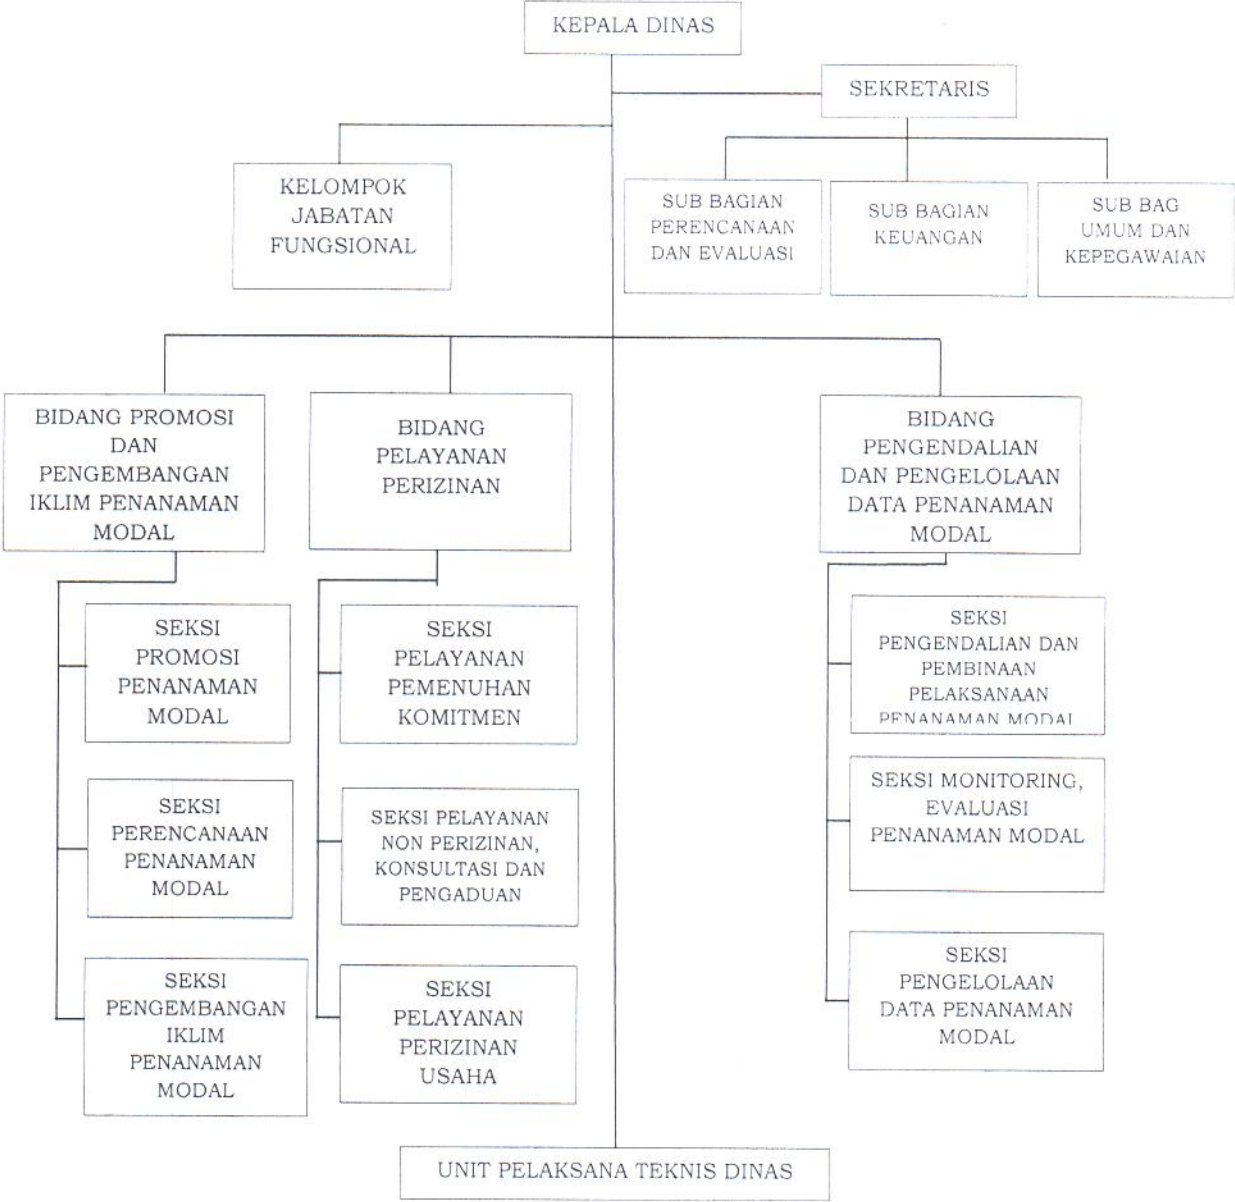 KEPALA DINAS
SEKRETARIS
KELOMPOK
JABATAN
FUNGSIONAL
SUB BAGIAN
PERENCANAAN
DAN EVALUASI
SUB BAGIAN
KEUANGAN
SUB BAG
UMUM DAN
KEPEGAWAIAN
BIDANG PROMOSI
DAN
PENGEMBANGAN
IKLIM PENANAMAN
MODAL
BIDANG
PELAYANAN
PERIZINAN
BIDANG
PENGENDALIAN
DAN PENGELOLAAN
DATA PENANAMAN
MODAL
SEKSI
PROMOSI
PENANAMAN
MODAL
SEKSI
PELAYANAN
PEMENUHAN
KOMITMEN
SEKSI
PENGENDALIAN DAN
PEMBINAAN
PELAKSANAAN
PENANAMAN MODAL
SEKSI
PERENCANAAN
PENANAMAN
MODAL
SEKSI PELAYANAN
NON PERIZINAN,
KONSULTASI DAN
PENGADUAN
SEKSI MONITORING,
EVALUASI
PENANAMAN MODAL
SEKSI
PENGEMBANGAN
IKLIM
PENANAMAN
MODAL
SEKSI
PELAYANAN
PERIZINAN
USAHA
SEKSI
PENGELOLAAN
DATA PENANAMAN
MODAL
UNIT PELAKSANA TEKNIS DINAS